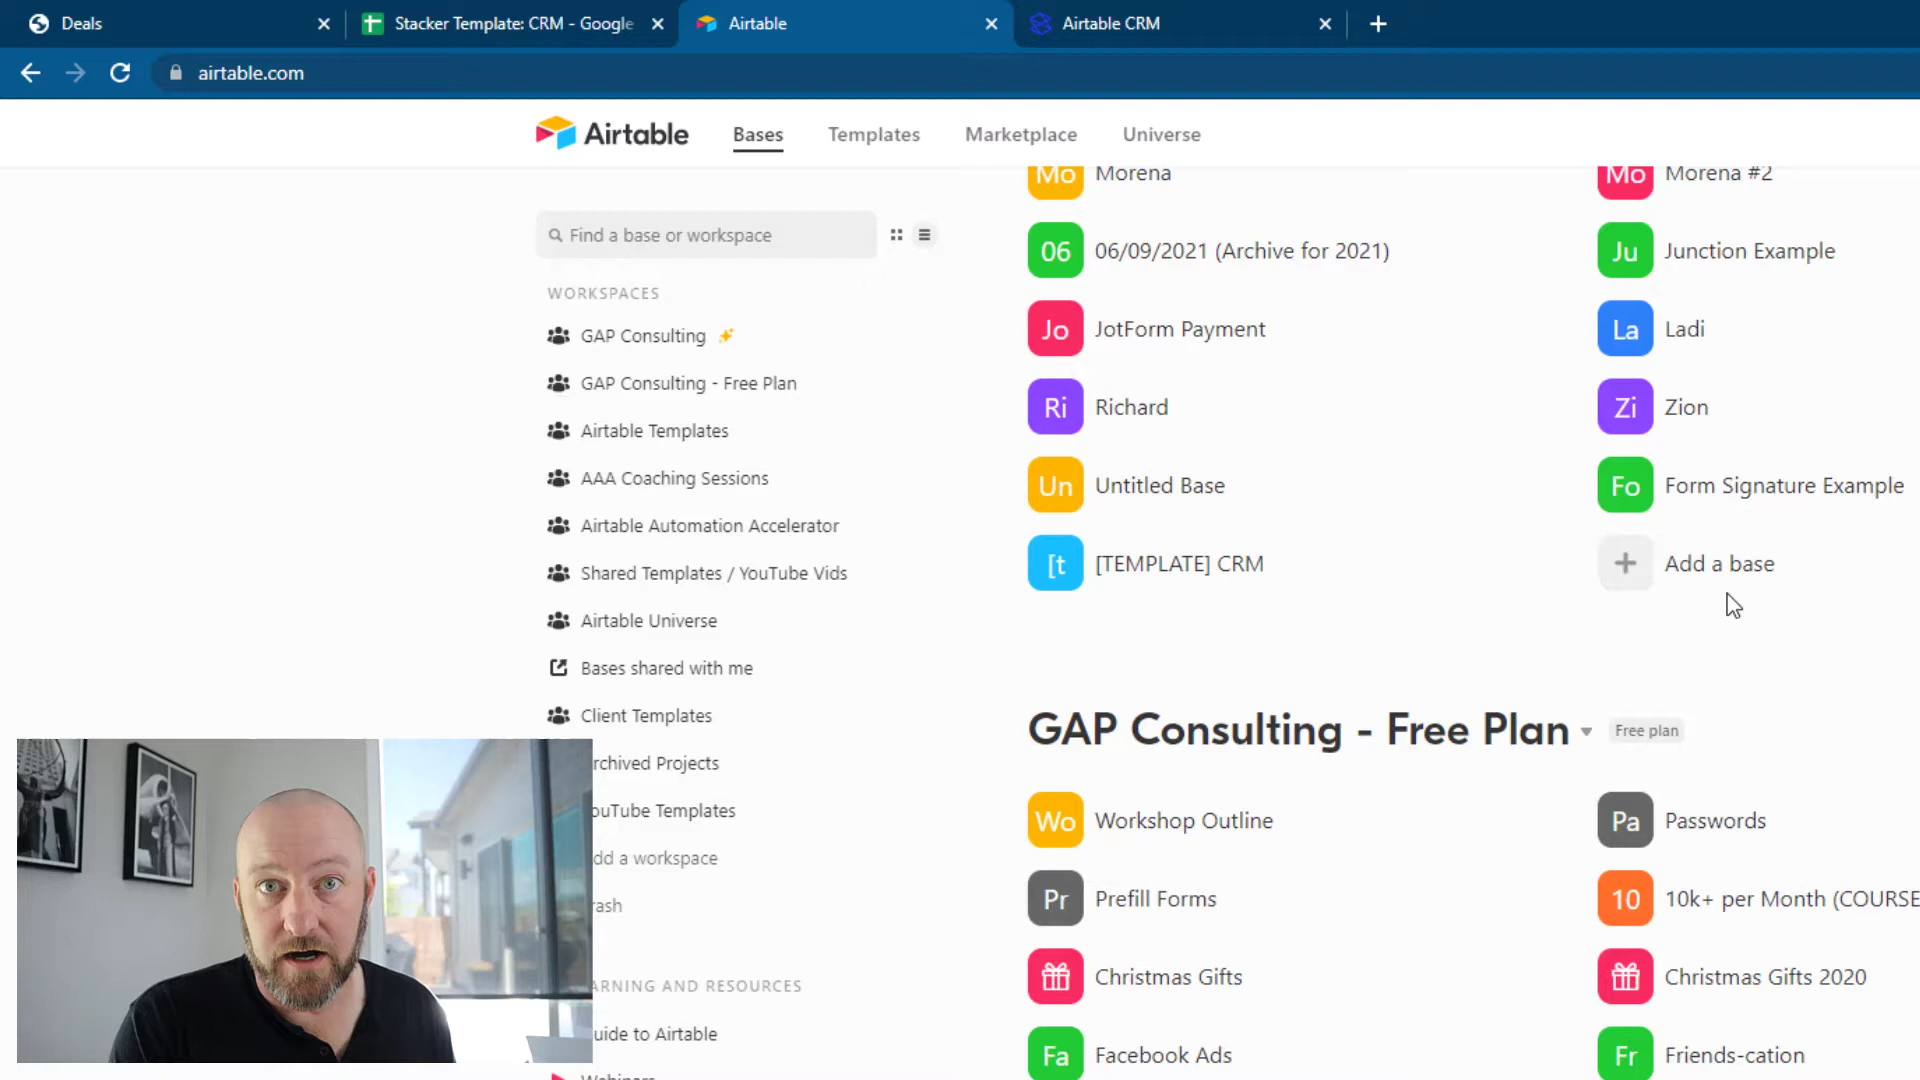 Deals
Stacker Template: CRM - Google
Airtable
Airtable CRM
airtable.com
Airtable
Bases
Templates
Marketplace
Universe
Find a base or workspace
WORKSPACES
GAP Consulting
GAP Consulting - Free Plan
Airtable Templates
AAA Coaching Sessions
Airtable Automation Accelerator
Shared Templates / YouTube Vids
Airtable Universe
Bases shared with me
Client Templates
rchived Projects
ouTube Templates
dd a workspace
rash
ARNING AND RESOURCES
uide to Airtable
Webinars
Mo Morena
Mo Morena #2
06 06/09/2021 (Archive for 2021)
Ju Junction Example
Jo JotForm Payment
La Ladi
Ri Richard
Zi Zion
Un Untitled Base
Fo Form Signature Example
[t [TEMPLATE] CRM
+ Add a base
GAP Consulting - Free Plan
Free plan
Wo Workshop Outline
Pa Passwords
Pr Prefill Forms
10 10k+ per Month (COURSE
Christmas Gifts
Christmas Gifts 2020
Fa Facebook Ads
Fr Friends-cation